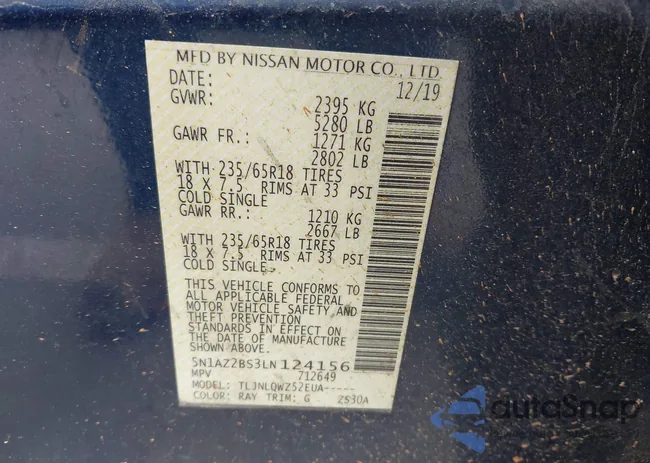 MFD BY NISSAN MOTOR CO., LTD.
DATE: 12/19
GVWR: 2395 KG
5280 LB
GAWR FR.: 1271 KG
2802 LB
WITH 235/65R18 TIRES
18 X 7.5 RIMS AT 33 PSI
COLD SINGLE
GAWR RR.: 1210 KG
2667 LB
WITH 235/65R18 TIRES
18 X 7.5 RIMS AT 33 PSI
COLD SINGLE
THIS VEHICLE CONFORMS TO
ALL APPLICABLE FEDERAL
MOTOR VEHICLE SAFETY AND
THEFT PREVENTION
STANDARDS IN EFFECT ON
THE DATE OF MANUFACTURE
SHOWN ABOVE.
5N1AZ2BS3LN124156
MPV 712649
MODEL: TLJNLQWZ52EUA-----
COLOR: RAY TRIM: G ZS30A
autoSnap